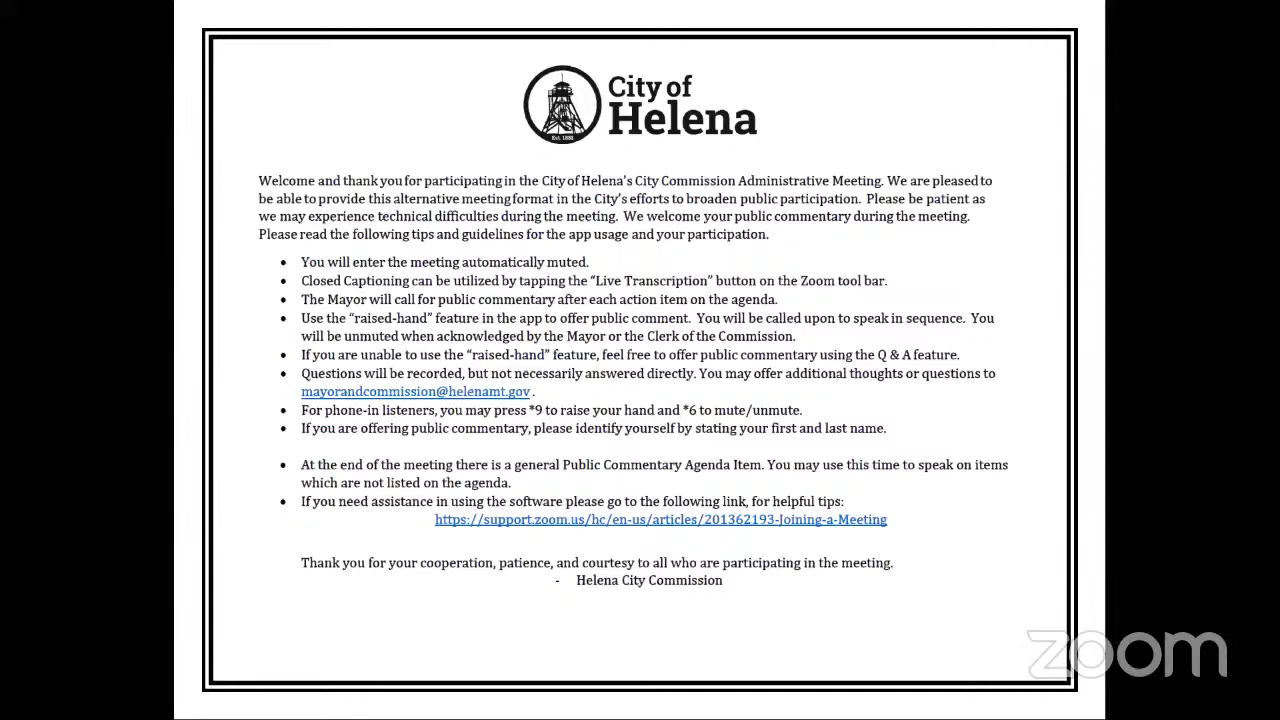 City of
Helena
Welcome and thank you for participating in the City of Helena's City Commission Administrative Meeting. We are pleased to
be able to provide this alternative meeting format in the City's efforts to broaden public participation. Please be patient as
we may experience technical difficulties during the meeting. We welcome your public commentary during the meeting.
Please read the following tips and guidelines for the app usage and your participation.
• You will enter the meeting automatically muted.
• Closed Captioning can be utilized by tapping the “Live Transcription” button on the Zoom tool bar.
• The Mayor will call for public commentary after each action item on the agenda.
• Use the “raised-hand” feature in the app to offer public comment. You will be called upon to speak in sequence. You
will be unmuted when acknowledged by the Mayor or the Clerk of the Commission.
• If you are unable to use the “raised-hand” feature, feel free to offer public commentary using the Q & A feature.
• Questions will be recorded, but not necessarily answered directly. You may offer additional thoughts or questions to
mayorandcommission@helenamt.gov.
• For phone-in listeners, you may press *9 to raise your hand and *6 to mute/unmute.
• If you are offering public commentary, please identify yourself by stating your first and last name.
• At the end of the meeting there is a general Public Commentary Agenda Item. You may use this time to speak on items
which are not listed on the agenda.
• If you need assistance in using the software please go to the following link, for helpful tips:
https://support.zoom.us/hc/en-us/articles/201362193-Joining-a-Meeting
Thank you for your cooperation, patience, and courtesy to all who are participating in the meeting.
- Helena City Commission
zoom